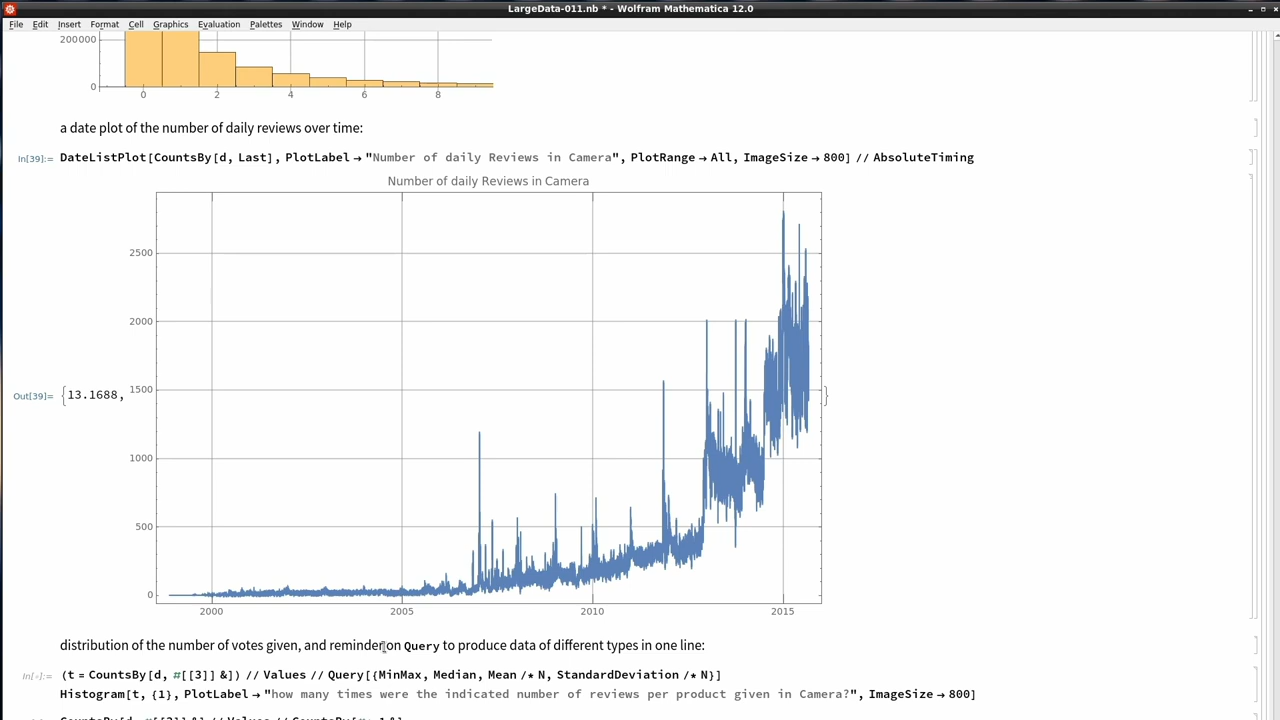 LargeData-011.nb * - Wolfram Mathematica 12.0
File Edit Insert Format Cell Graphics Evaluation Palettes Window Help
200000
0
0 2 4 6 8
a date plot of the number of daily reviews over time:
In[39]:= DateListPlot[CountsBy[d, Last], PlotLabel → "Number of daily Reviews in Camera", PlotRange → All, ImageSize → 800] // AbsoluteTiming
Number of daily Reviews in Camera
2500
2000
Out[39]= {13.1688, 1500 }
1000
500
0
2000 2005 2010 2015
distribution of the number of votes given, and reminder on Query to produce data of different types in one line:
In[◦]:= (t = CountsBy[d, #[[3]] &]) // Values // Query[{MinMax, Median, Mean /* N, StandardDeviation /* N}]
Histogram[t, {1}, PlotLabel → "how many times were the indicated number of reviews per product given in Camera?", ImageSize → 800]